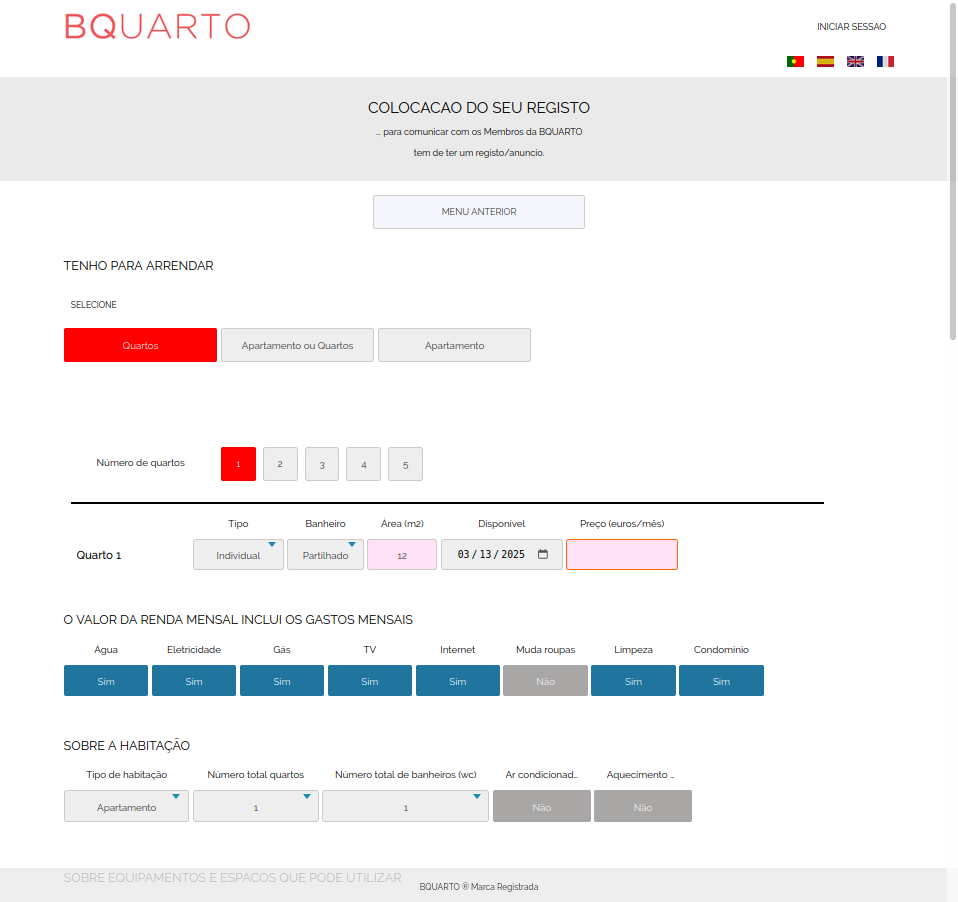 BQUARTO
INICIAR SESSAO
COLOCACAO DO SEU REGISTO
... para comunicar com os Membros da BQUARTO
tem de ter um registo/anuncio.
MENU ANTERIOR
TENHO PARA ARRENDAR
SELECIONE
Quartos Apartamento ou Quartos Apartamento
Número de quartos 1 2 3 4 5
Tipo Banheiro Área (m2) Disponivel Preço (euros/mês)
Quarto 1 Individual Partilhado 12 03/13/2025
O VALOR DA RENDA MENSAL INCLUI OS GASTOS MENSAIS
Água Eletricidade Gás TV Internet Muda roupas Limpeza Condominio
Sim Sim Sim Sim Sim Não Sim Sim
SOBRE A HABITAÇÃO
Tipo de habitação Número total quartos Número total de banheiros (wc) Ar condicionad... Aquecimento ...
Apartamento 1 1 Não Não
SOBRE EQUIPAMENTOS E ESPACOS QUE PODE UTILIZAR
BQUARTO ® Marca Registrada